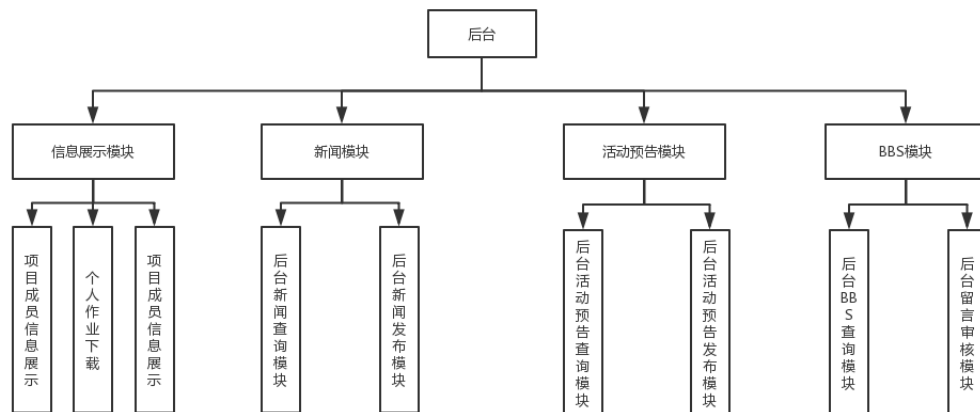 后台
信息展示模块
新闻模块
活动预告模块
BBS模块
项目成员信息展示
个人作业下载
项目成员信息展示
后台新闻查询模块
后台新闻发布模块
后台活动预告查询模块
后台活动预告发布模块
后台BBS查询模块
后台留言审核模块